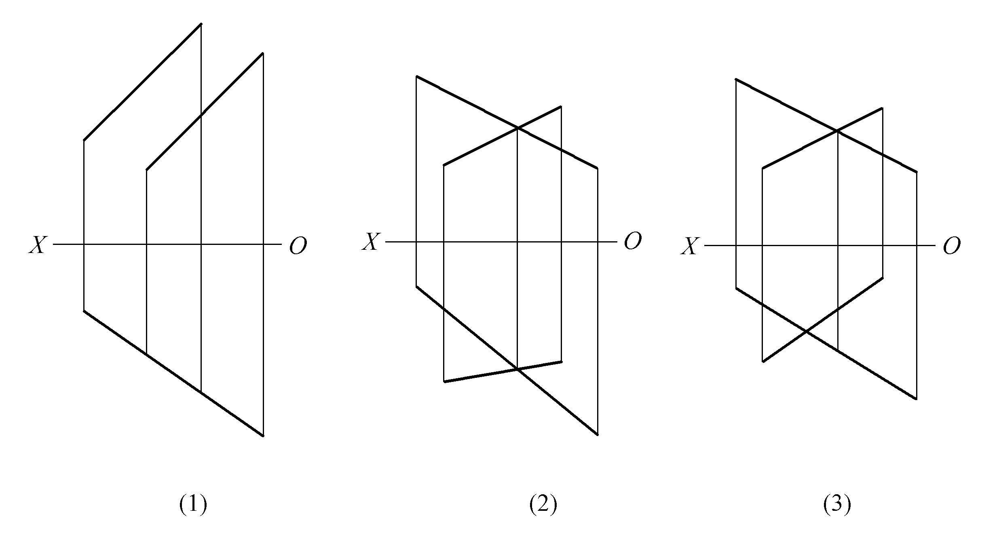 X O
X O
X O
(1) (2) (3)